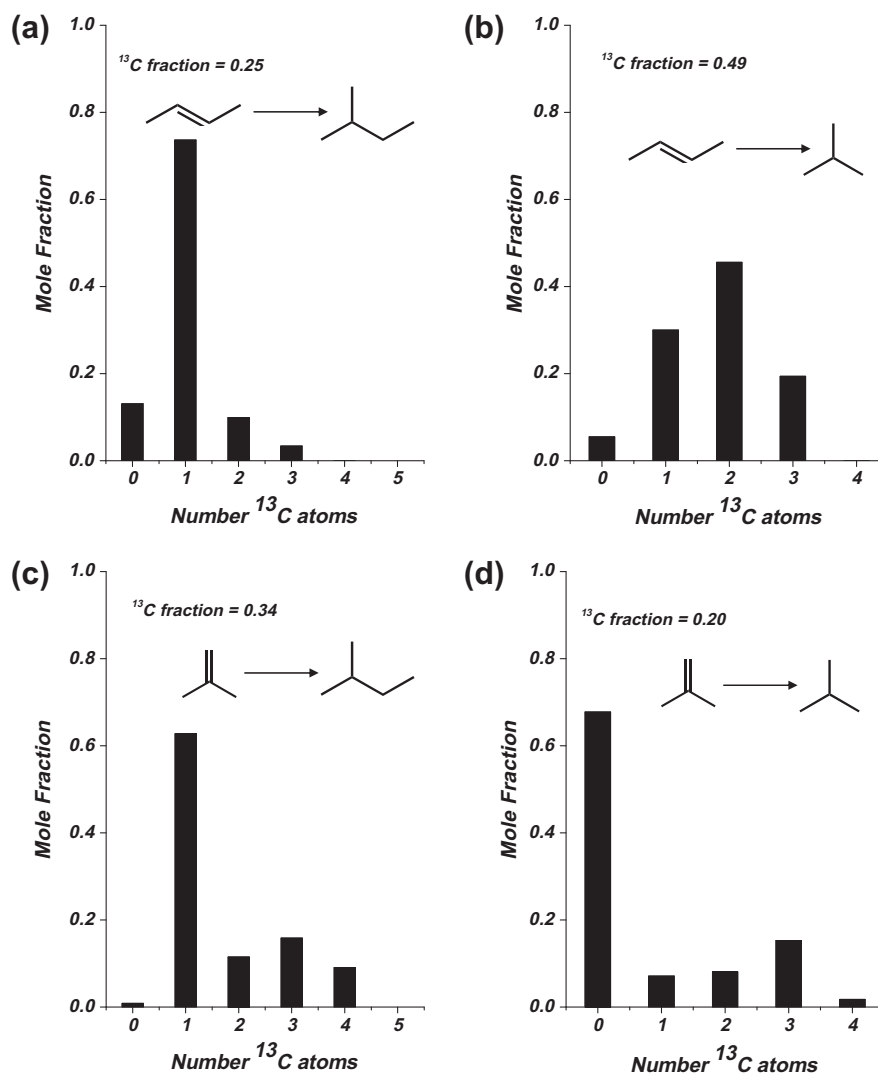 (a)
¹³C fraction = 0.25
Mole Fraction
1.0
0.8
0.6
0.4
0.2
0.0
0 1 2 3 4 5
Number ¹³C atoms
(b)
¹³C fraction = 0.49
Mole Fraction
1.0
0.8
0.6
0.4
0.2
0.0
0 1 2 3 4
Number ¹³C atoms
(c)
¹³C fraction = 0.34
Mole Fraction
1.0
0.8
0.6
0.4
0.2
0.0
0 1 2 3 4 5
Number ¹³C atoms
(d)
¹³C fraction = 0.20
Mole Fraction
1.0
0.8
0.6
0.4
0.2
0.0
0 1 2 3 4
Number ¹³C atoms